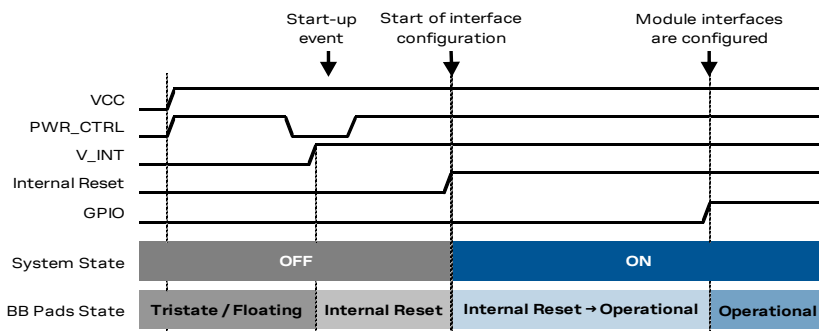 Start-up
event
Start of interface
configuration
Module interfaces
are configured
VCC
PWR_CTRL
V_INT
Internal Reset
GPIO
System State
OFF
ON
BB Pads State
Tristate / Floating
Internal Reset
Internal Reset → Operational
Operational